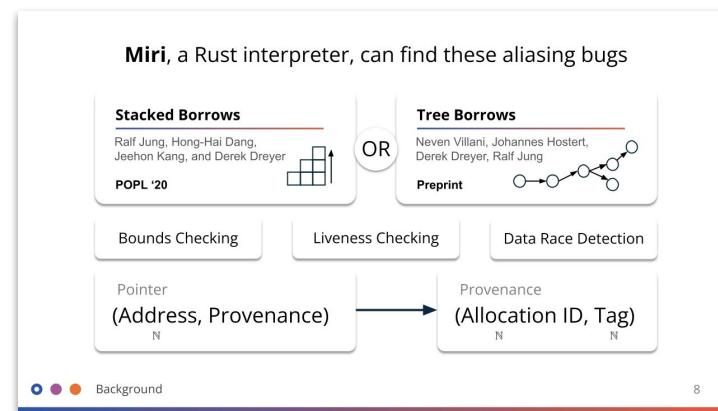 Miri, a Rust interpreter, can find these aliasing bugs
Stacked Borrows
Ralf Jung, Hong-Hai Dang,
Jeehon Kang, and Derek Dreyer
POPL ‘20
OR
Tree Borrows
Neven Villani, Johannes Hostert,
Derek Dreyer, Ralf Jung
Preprint
Bounds Checking
Liveness Checking
Data Race Detection
Pointer
(Address, Provenance)
ℕ
Provenance
(Allocation ID, Tag)
ℕ ℕ
Background
8